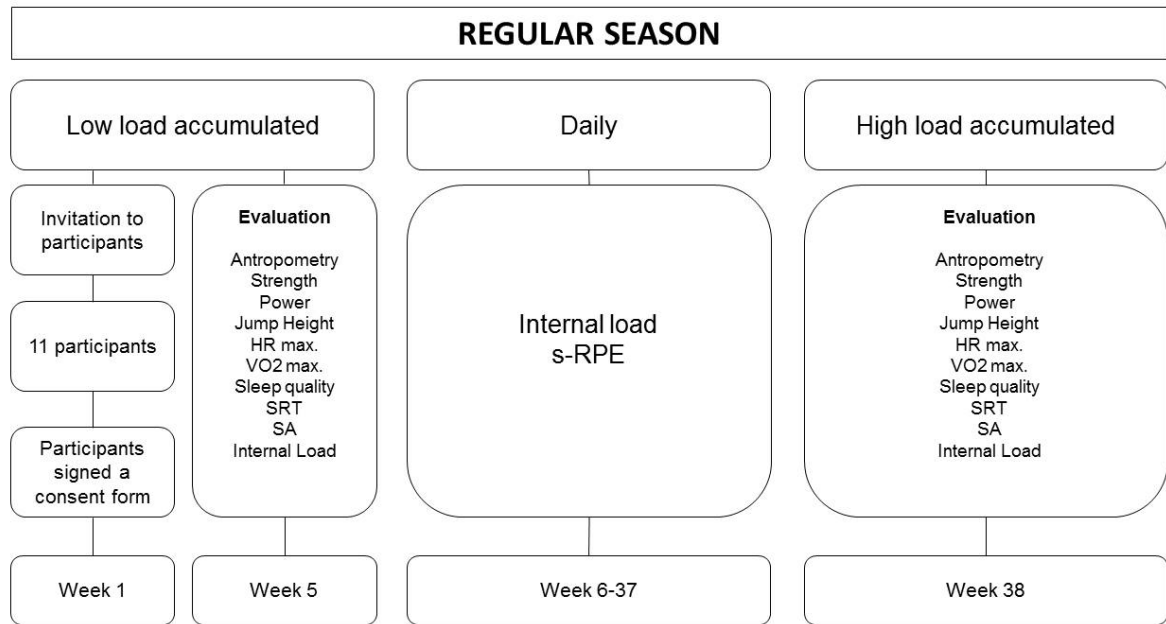 REGULAR SEASON
Low load accumulated
Invitation to
participants
11 participants
Participants
signed a
consent form
Week 1
Evaluation
Antropometry
Strength
Power
Jump Height
HR max.
VO2 max.
Sleep quality
SRT
SA
Internal Load
Week 5
Daily
Internal load
s-RPE
Week 6-37
High load accumulated
Evaluation
Antropometry
Strength
Power
Jump Height
HR max.
VO2 max.
Sleep quality
SRT
SA
Internal Load
Week 38